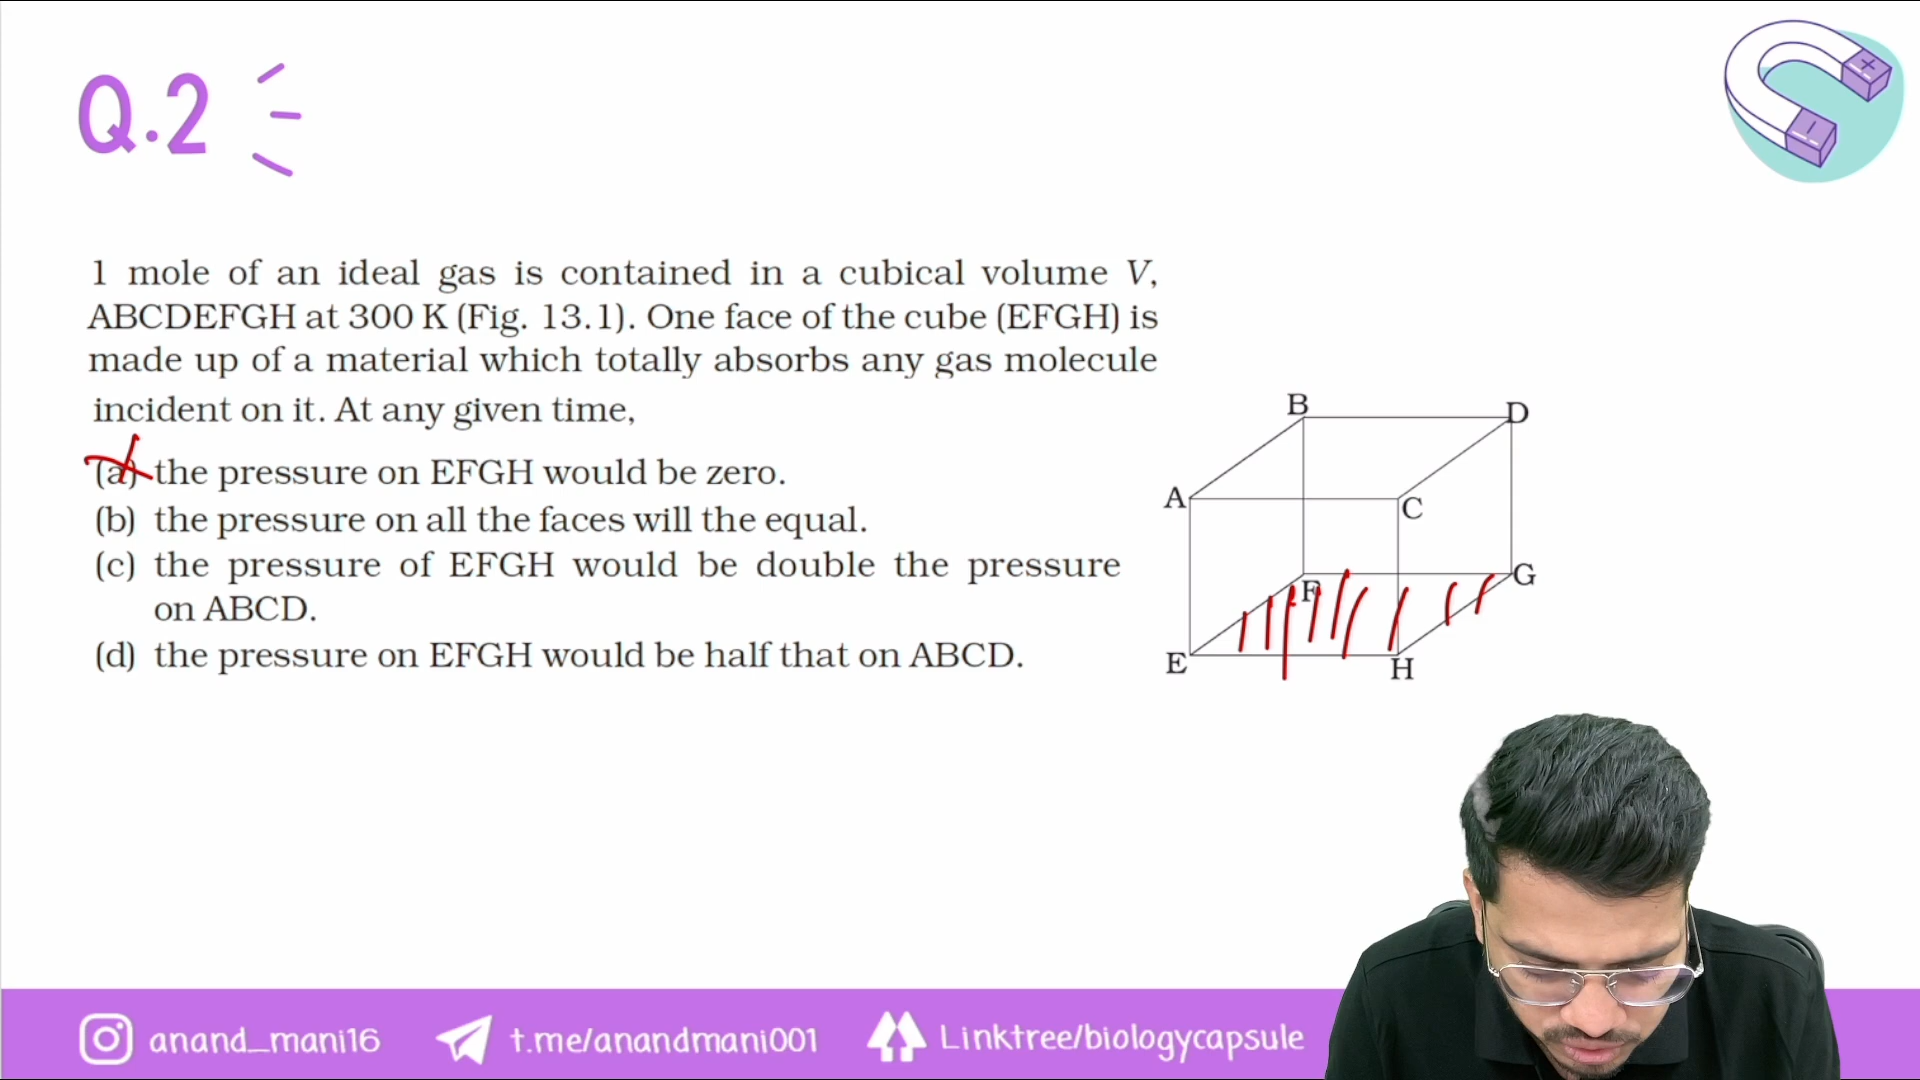 Q.2
1 mole of an ideal gas is contained in a cubical volume V,
ABCDEFGH at 300 K (Fig. 13.1). One face of the cube (EFGH) is
made up of a material which totally absorbs any gas molecule
incident on it. At any given time,
(a) the pressure on EFGH would be zero.
(b) the pressure on all the faces will the equal.
(c) the pressure of EFGH would be double the pressure
on ABCD.
(d) the pressure on EFGH would be half that on ABCD.
B
D
A
C
F
G
E
H
anand_mani16
t.me/anandmani001
Linktree/biologycapsule